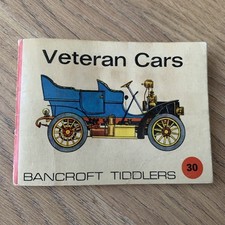 Veteran Cars
BANCROFT TIDDLERS 30